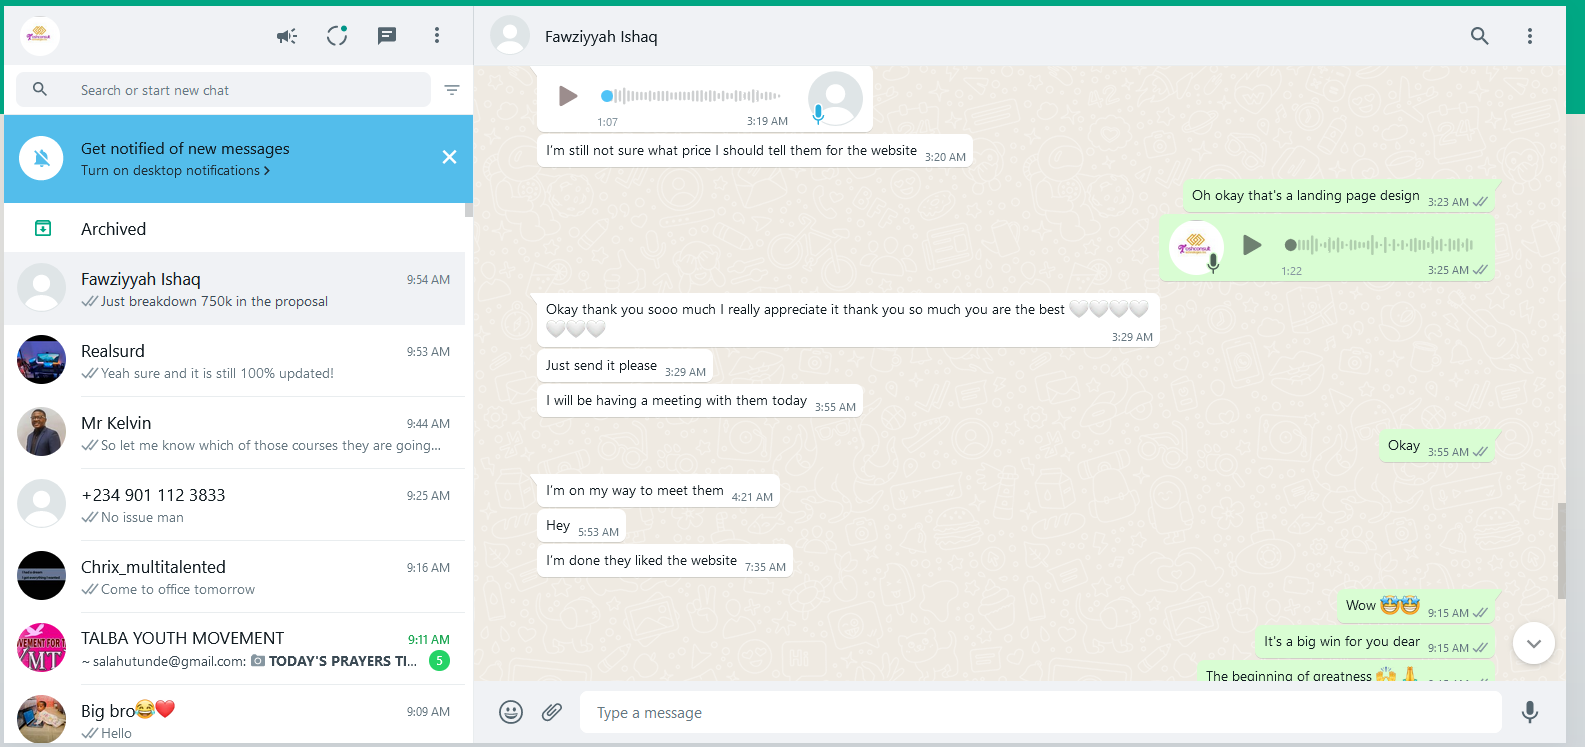 Search or start new chat
Get notified of new messages
Turn on desktop notifications >
Archived
Fawziyyah Ishaq
9:54 AM
Just breakdown 750k in the proposal
Realsurd
9:53 AM
Yeah sure and it is still 100% updated!
Mr Kelvin
9:44 AM
So let me know which of those courses they are going...
+234 901 112 3833
9:25 AM
No issue man
Chrix_multitalented
9:16 AM
Come to office tomorrow
TALBA YOUTH MOVEMENT
9:11 AM
~ salahutunde@gmail.com: 📷 TODAY'S PRAYERS TI...
5
Big bro😂❤️
9:09 AM
Hello
Fawziyyah Ishaq
1:07
3:19 AM
I'm still not sure what price I should tell them for the website 3:20 AM
Oh okay that's a landing page design 3:23 AM
1:22
3:25 AM
Okay thank you sooo much I really appreciate it thank you so much you are the best 🤍🤍🤍🤍
🤍🤍🤍
3:29 AM
Just send it please 3:29 AM
I will be having a meeting with them today 3:55 AM
Okay 3:55 AM
I'm on my way to meet them 4:21 AM
Hey 5:53 AM
I'm done they liked the website 7:35 AM
Wow 🤩🤩 9:15 AM
It's a big win for you dear 9:15 AM
The beginning of greatness 🙌🙏
Type a message